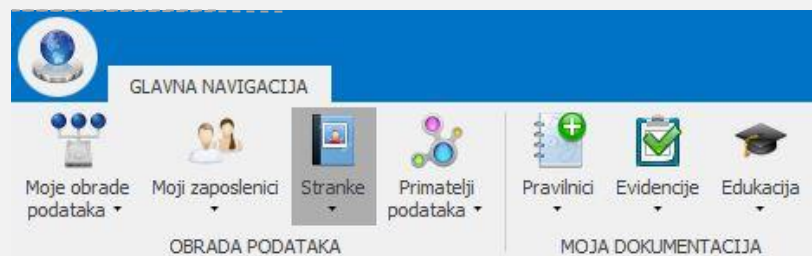 GLAVNA NAVIGACIJA
Moje obrade podataka
Moji zaposlenici
Stranke
Primatelji podataka
Pravilnici
Evidencije
Edukacija
OBRADA PODATAKA
MOJA DOKUMENTACIJA